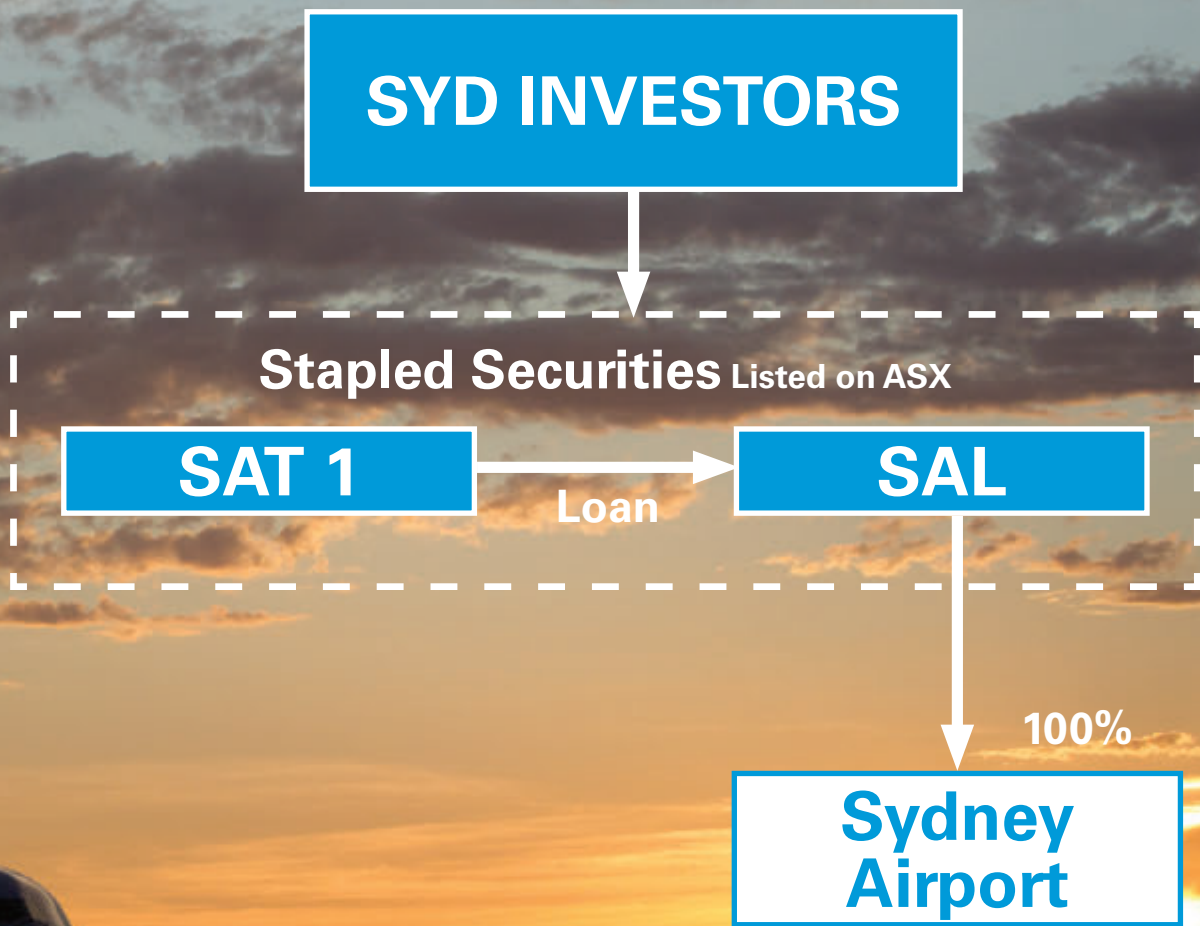 SYD INVESTORS
Stapled Securities Listed on ASX
SAT 1
Loan
SAL
100%
Sydney
Airport